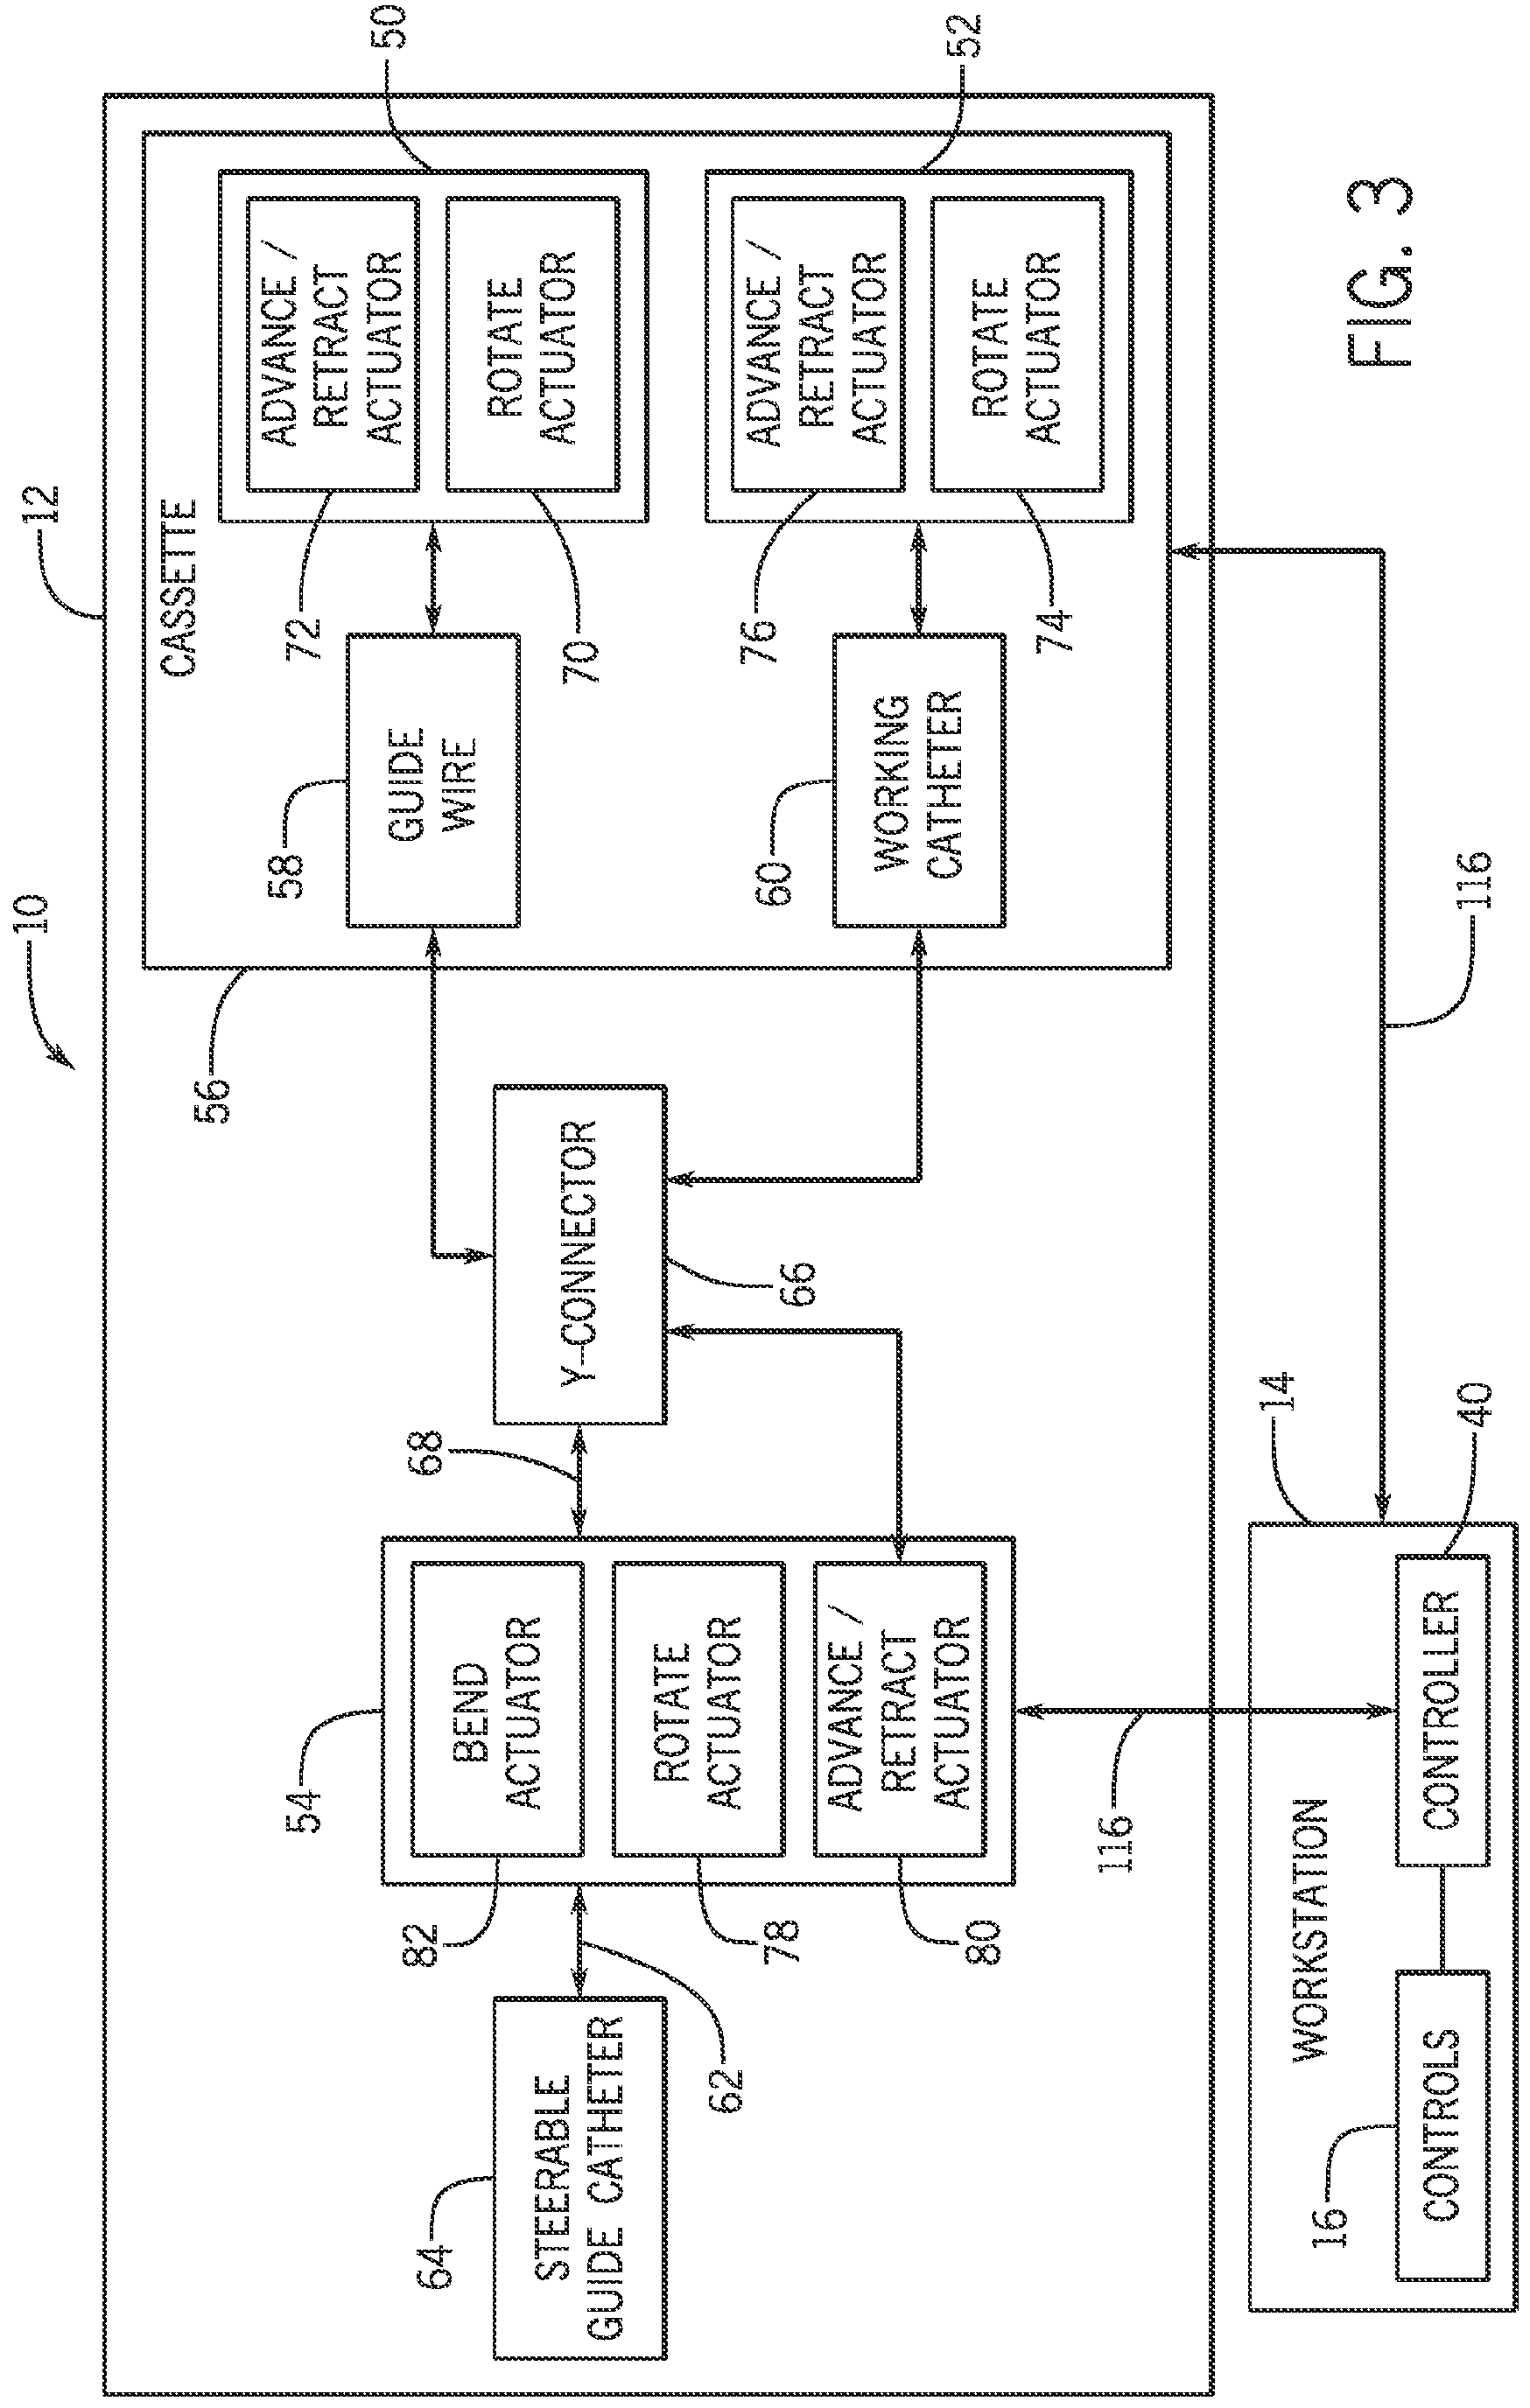 10
12
CASSETTE
56
58
GUIDE
WIRE
72
ADVANCE /
RETRACT
ACTUATOR
50
70
ROTATE
ACTUATOR
60
WORKING
CATHETER
76
ADVANCE /
RETRACT
ACTUATOR
52
74
ROTATE
ACTUATOR
Y-CONNECTOR
66
68
54
BEND
ACTUATOR
82
ROTATE
ACTUATOR
78
ADVANCE /
RETRACT
ACTUATOR
80
64
STEERABLE
GUIDE CATHETER
62
116
116
14
WORKSTATION
16
CONTROLS
CONTROLLER
40
FIG. 3